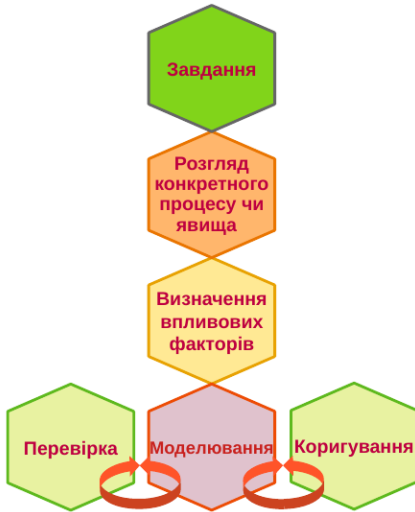 Завдання
Розгляд
конкретного
процесу чи
явища
Визначення
впливових
факторів
Перевірка
Моделювання
Коригування